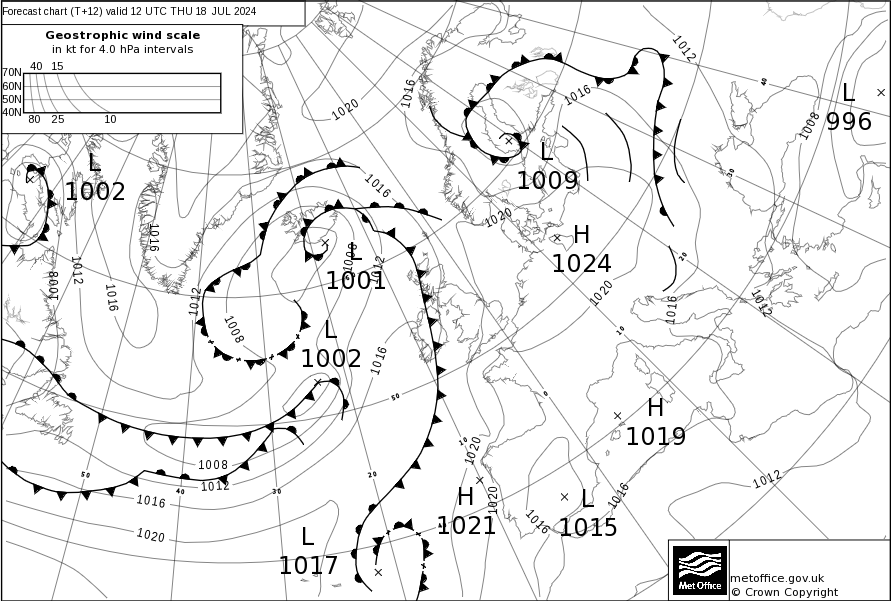 Forecast chart (T+12) valid 12 UTC THU 18 JUL 2024
Geostrophic wind scale
in kt for 4.0 hPa intervals
40 15
70N
60N
50N
40N
80 25 10
1012
1016
1020
1016
40
L
996
1008
L
1002
L
1009
1016
30
1020
H
1024
1016
1012
1008
1016
L
1001
1008
1012
20
1020
1016
1012
1012
1008
L
1002
1016
10
50
0
H
1019
10
1020
1008
1012
50
40
30
20
1016
1020
H
1021
1020
40
1016
L
1015
1016
1012
L
1017
Met Office
metoffice.gov.uk
© Crown Copyright